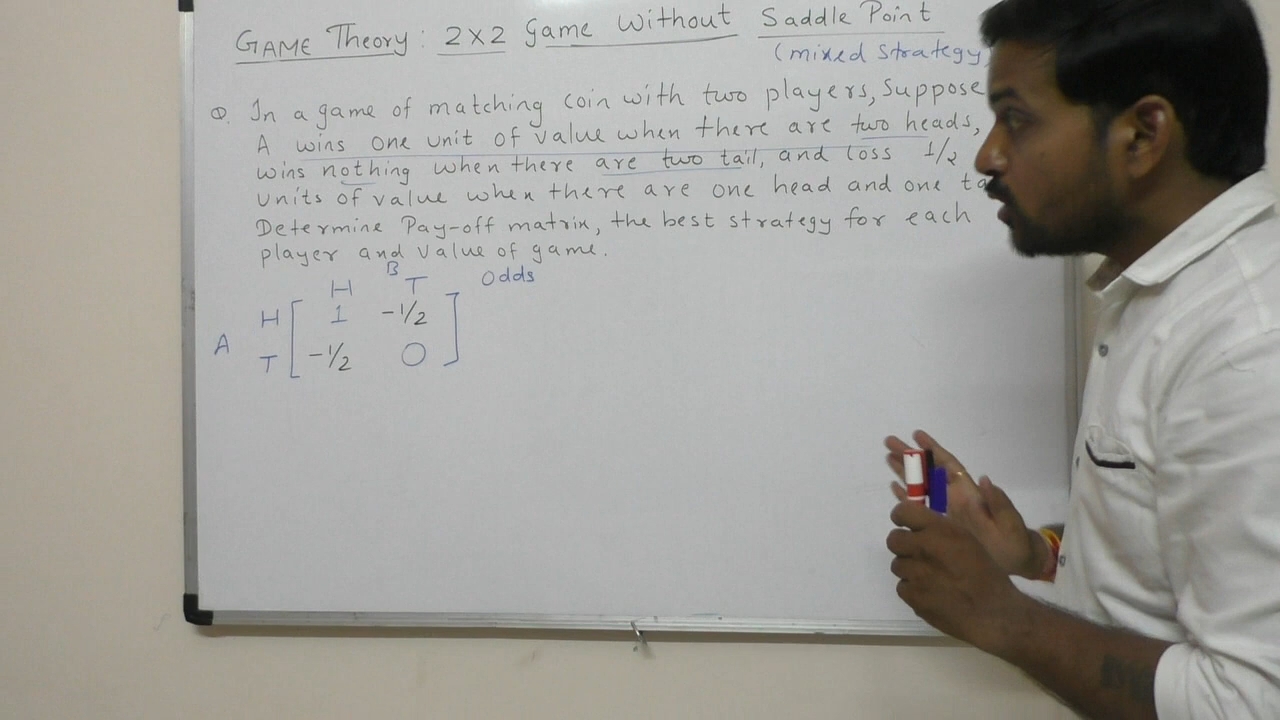 GAME Theory: 2X2 Game Without Saddle Point
(mixed strategy
Q. In a game of matching coin with two players, Suppose
A wins one unit of value when there are two heads,
wins nothing when there are two tail, and loss 1/2
units of value when there are one head and one ta
Determine Pay-off matrix, the best strategy for each
player and value of game.
B
H T Odds
H 1 -1/2
A
T -1/2 0